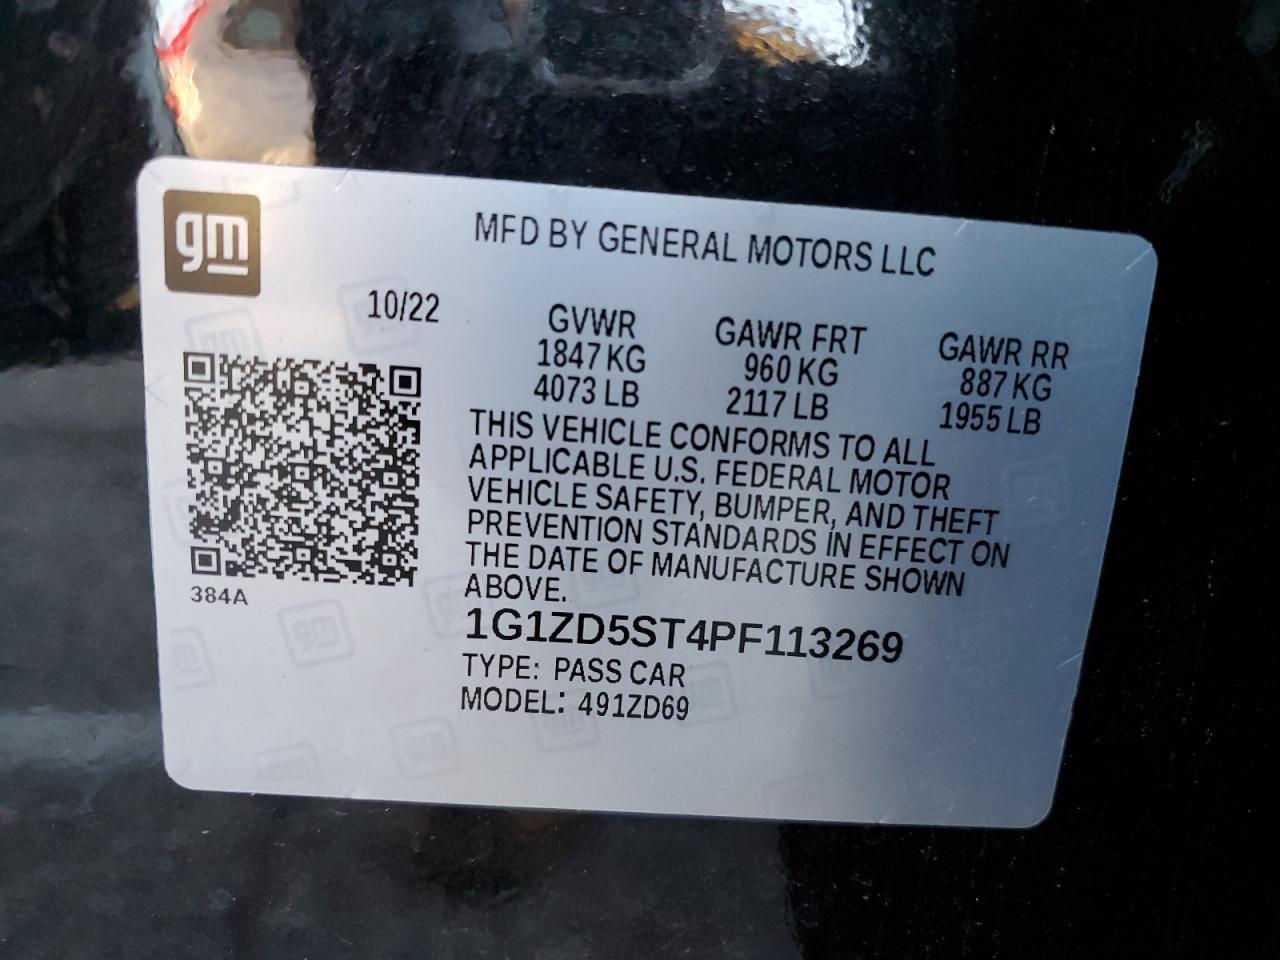 gm
MFD BY GENERAL MOTORS LLC
10/22
GVWR
1847 KG
4073 LB
GAWR FRT
960 KG
2117 LB
GAWR RR
887 KG
1955 LB
THIS VEHICLE CONFORMS TO ALL
APPLICABLE U.S. FEDERAL MOTOR
VEHICLE SAFETY, BUMPER, AND THEFT
PREVENTION STANDARDS IN EFFECT ON
THE DATE OF MANUFACTURE SHOWN
ABOVE.
384A
1G1ZD5ST4PF113269
TYPE: PASS CAR
MODEL: 491ZD69